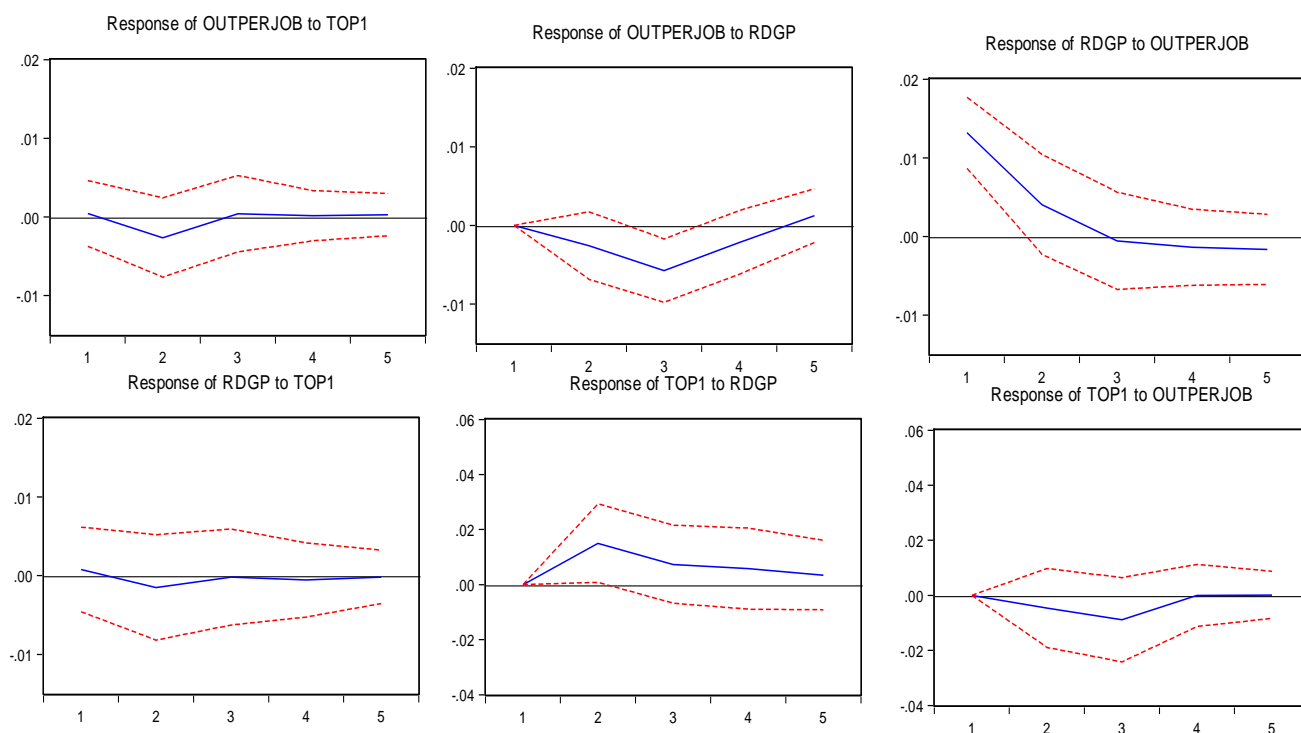 Response of OUTPERJOB to TOP1
.02
.01
.00
-.01
1 2 3 4 5
Response of OUTPERJOB to RDGP
.02
.01
.00
-.01
1 2 3 4 5
Response of RDGP to OUTPERJOB
.02
.01
.00
-.01
1 2 3 4 5
Response of RDGP to TOP1
.02
.01
.00
-.01
1 2 3 4 5
Response of TOP1 to RDGP
.06
.04
.02
.00
-.02
-.04
1 2 3 4 5
Response of TOP1 to OUTPERJOB
.06
.04
.02
.00
-.02
-.04
1 2 3 4 5